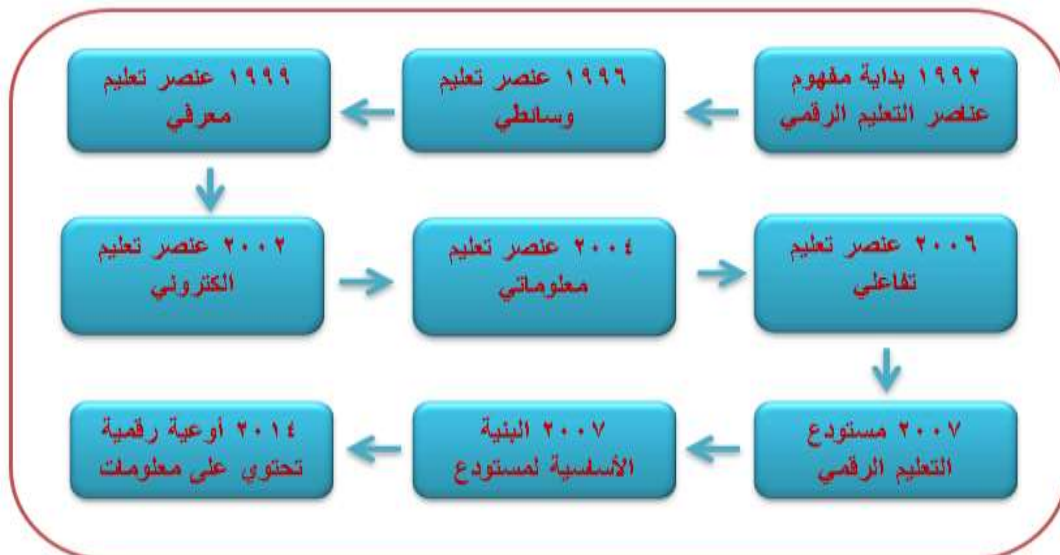 ١٩٩٢ بداية مفهوم
عناصر التعليم الرقمي
١٩٩٦ عنصر تعليم
وسائطي
١٩٩٩ عنصر تعليم
معرفي
٢٠٠٢ عنصر تعليم
الكتروني
٢٠٠٤ عنصر تعليم
معلوماتي
٢٠٠٦ عنصر تعليم
تفاعلي
٢٠٠٧ مستودع
التعليم الرقمي
٢٠٠٧ البنية
الأساسية لمستودع
٢٠١٤ أوعية رقمية
تحتوي على معلومات